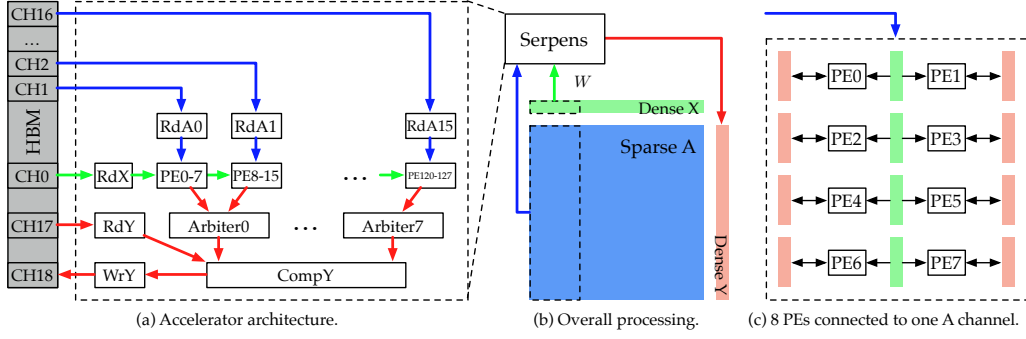 CH16
...
CH2
CH1
HBM
CH0
CH17
CH18
RdA0
RdA1
RdA15
RdX
PE0-7
PE8-15
...
PE120-127
RdY
Arbiter0
...
Arbiter7
WrY
CompY
(a) Accelerator architecture.
Serpens
W
Dense X
Sparse A
Dense Y
(b) Overall processing.
PE0
PE1
PE2
PE3
PE4
PE5
PE6
PE7
(c) 8 PEs connected to one A channel.